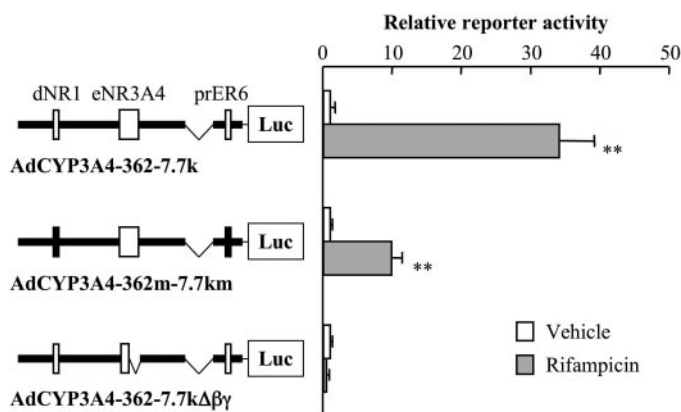 Relative reporter activity
0 10 20 30 40 50
dNR1 eNR3A4 prER6
Luc
AdCYP3A4-362-7.7k
**
Luc
AdCYP3A4-362m-7.7km
**
Vehicle
Luc
Rifampicin
AdCYP3A4-362-7.7kΔβγ